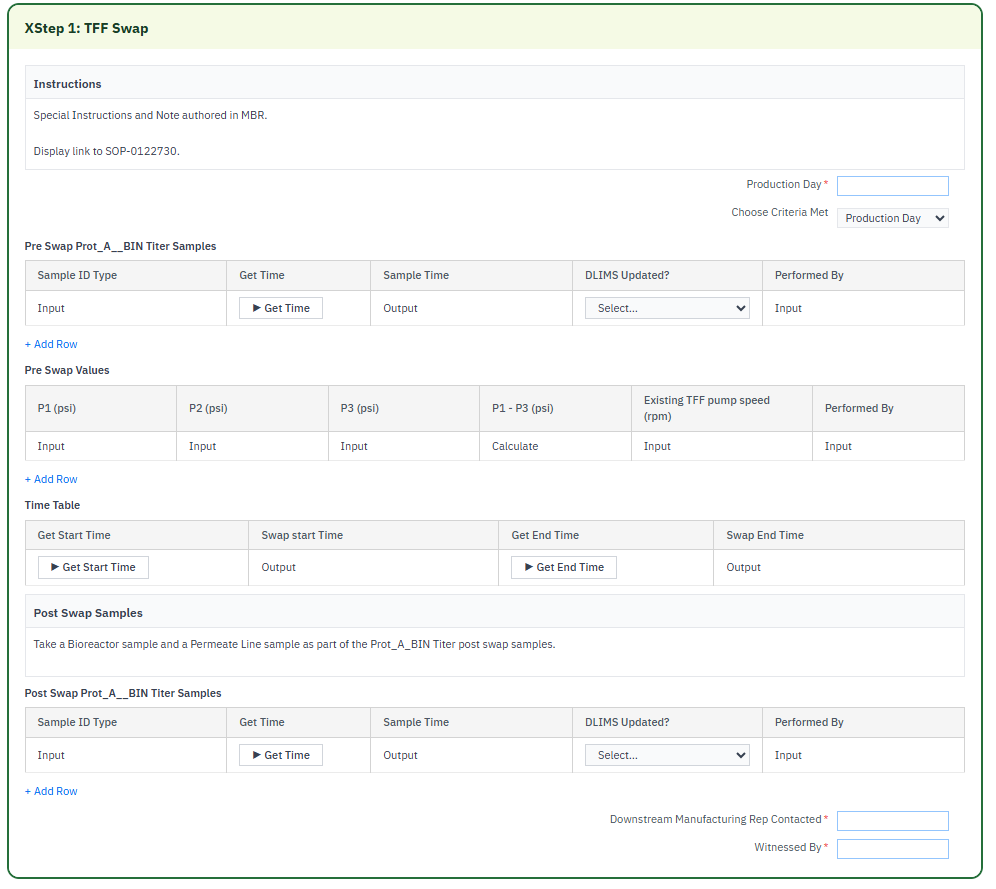 XStep 1: TFF Swap
Instructions
Special Instructions and Note authored in MBR.
Display link to SOP-0122730.
Production Day *
Choose Criteria Met Production Day
Pre Swap Prot_A__BIN Titer Samples
Sample ID Type Get Time Sample Time DLIMS Updated? Performed By
Input ▶ Get Time Output Select... Input
+ Add Row
Pre Swap Values
P1 (psi) P2 (psi) P3 (psi) P1 - P3 (psi) Existing TFF pump speed (rpm) Performed By
Input Input Input Calculate Input Input
+ Add Row
Time Table
Get Start Time Swap start Time Get End Time Swap End Time
▶ Get Start Time Output ▶ Get End Time Output
Post Swap Samples
Take a Bioreactor sample and a Permeate Line sample as part of the Prot_A_BIN Titer post swap samples.
Post Swap Prot_A__BIN Titer Samples
Sample ID Type Get Time Sample Time DLIMS Updated? Performed By
Input ▶ Get Time Output Select... Input
+ Add Row
Downstream Manufacturing Rep Contacted *
Witnessed By *